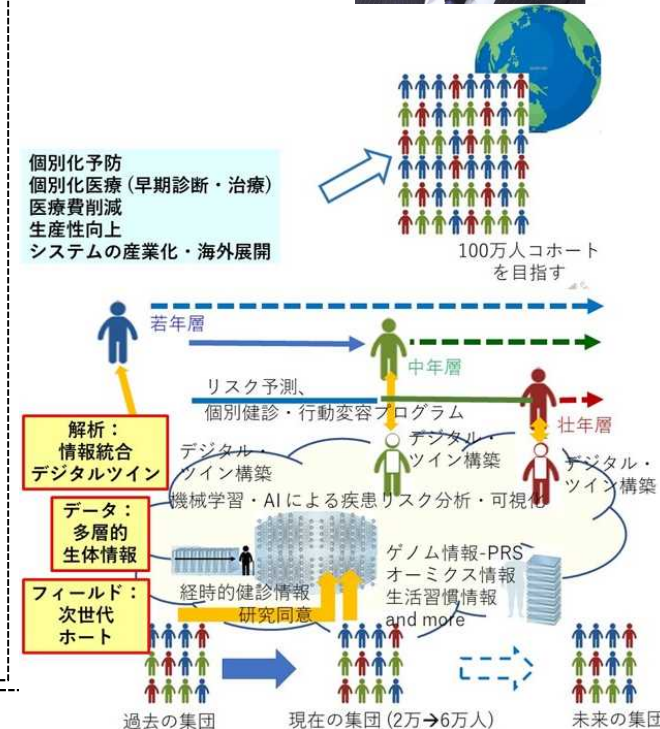 個別化予防
個別化医療 (早期診断・治療)
医療費削減
生産性向上
システムの産業化・海外展開
100万人コホート
を目指す
若年層
中年層
壮年層
リスク予測、
個別健診・行動変容プログラム
解析：
情報統合
デジタルツイン
デジタル・
ツイン構築
デジタル・
ツイン構築
デジタル・
ツイン構築
機械学習・AI による疾患リスク分析・可視化
データ：
多層的
生体情報
ゲノム情報-PRS
オーミクス情報
生活習慣情報
and more
経時的健診情報
研究同意
フィールド：
次世代
ホート
過去の集団
現在の集団 (2万→6万人)
未来の集団